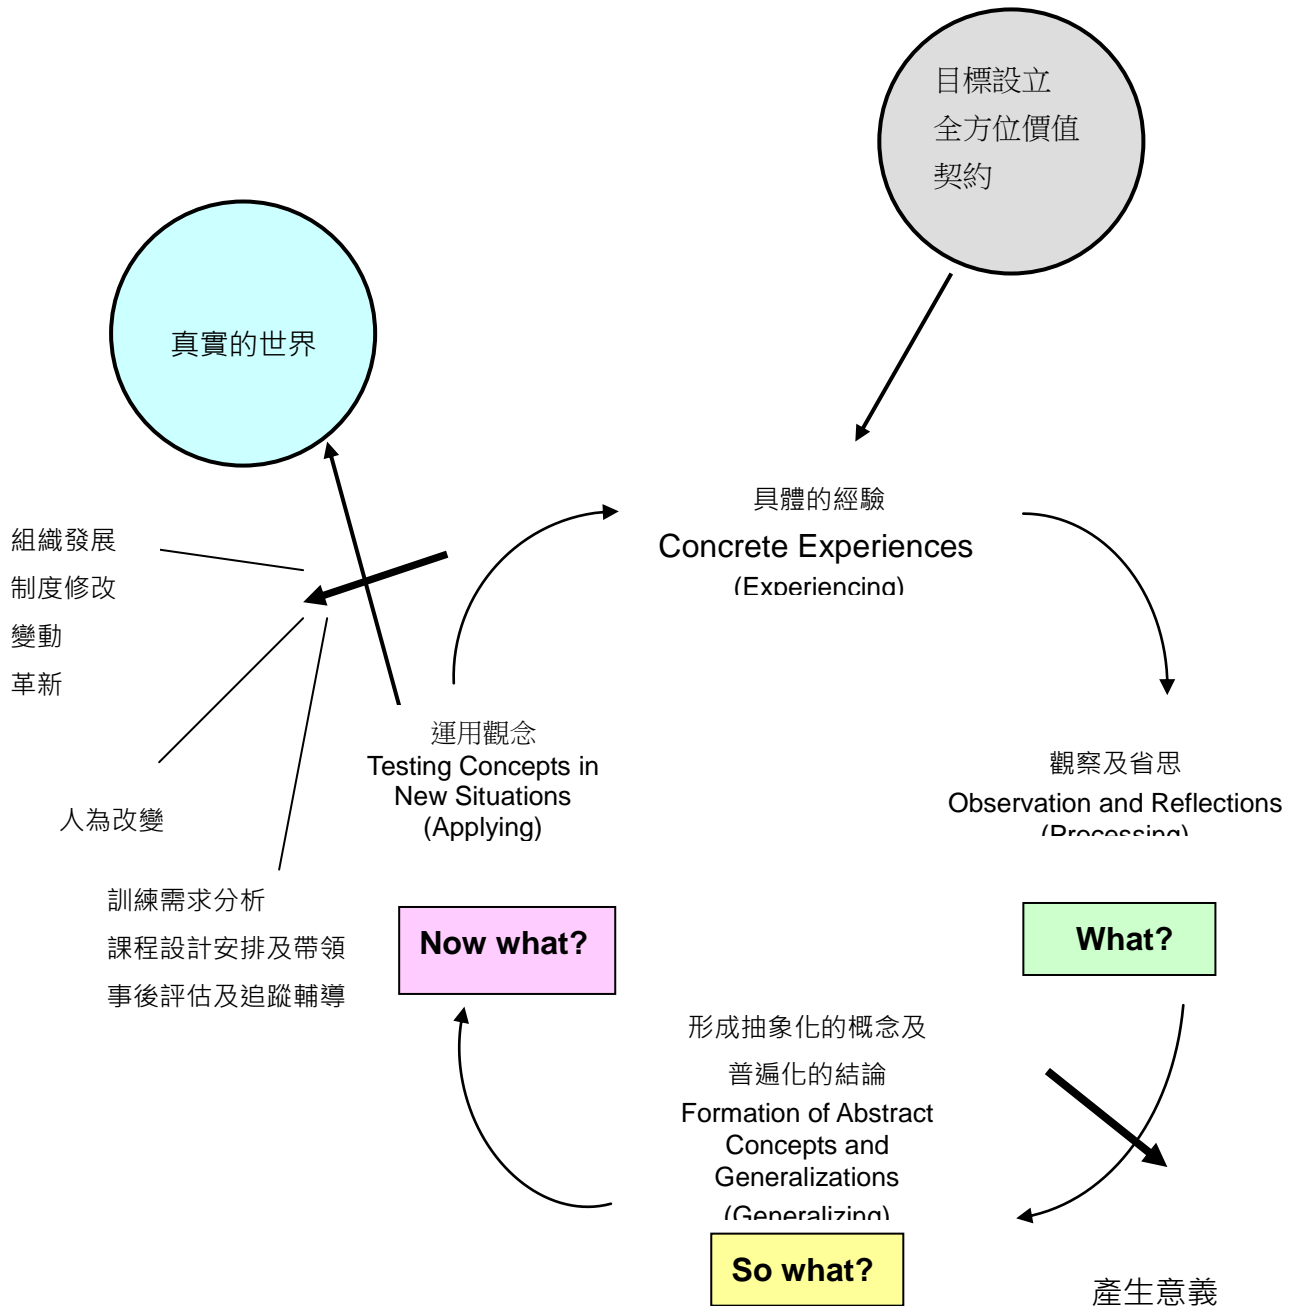 目標設立
全方位價值
契約
真實的世界
具體的經驗
Concrete Experiences
(Experiencing)
組織發展
制度修改
變動
革新
運用觀念
Testing Concepts in
New Situations
(Applying)
觀察及省思
Observation and Reflections
(Processing)
人為改變
訓練需求分析
課程設計安排及帶領
事後評估及追蹤輔導
Now what?
What?
形成抽象化的概念及
普遍化的結論
Formation of Abstract
Concepts and
Generalizations
(Generalizing)
So what?
產生意義